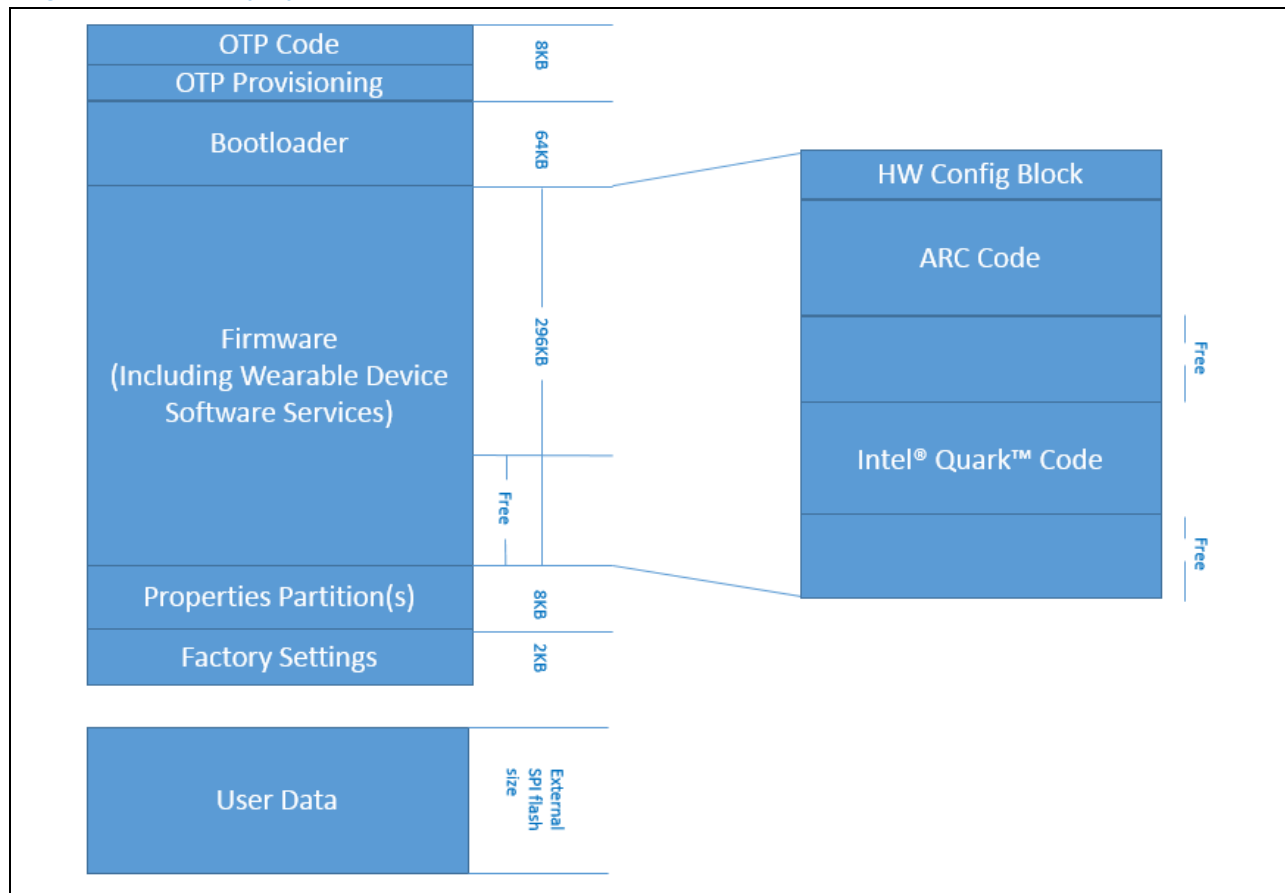 OTP Code
OTP Provisioning
8KB
Bootloader
64KB
Firmware
(Including Wearable Device
Software Services)
296KB
Free
Properties Partition(s)
8KB
Factory Settings
2KB
User Data
External
SPI flash
size
HW Config Block
ARC Code
Free
Intel® Quark™ Code
Free